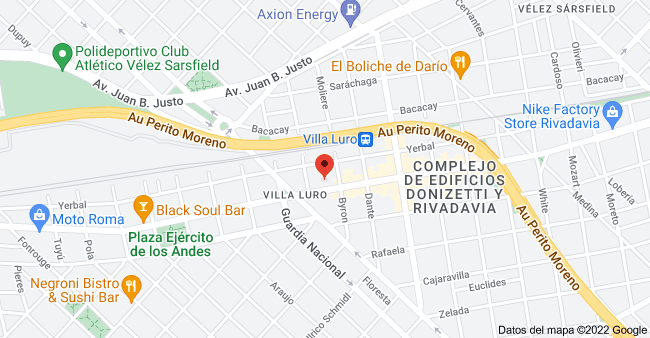 Dupuy
Axion Energy
Cervantes
VÉLEZ SÁRSFIELD
Polideportivo Club
Atlético Vélez Sarsfield
Av. Juan B. Justo
Moliere
El Boliche de Darío
Saráchaga
Cardoso
Olivieri
Bacacay
Av. Juan B. Justo
Bacacay
Nike Factory
Store Rivadavia
Au Perito Moreno
Bacacay
Villa Luro
Au Perito Moreno
Yerbal
COMPLEJO
DE EDIFICIOS
DONIZETTI Y
RIVADAVIA
VILLA LURO
White
Mozart
Medina
Loberia
Moreto
Yerbal
Black Soul Bar
Moto Roma
Byron
Dante
Plaza Ejército
de los Andes
Guardia Nacional
Au Perito Moreno
Fonrouge
Tuyú
Pola
Pieres
Rafaela
Negroni Bistro
& Sushi Bar
Cajaravilla
Euclides
Araujo
Ulrico Schmidl
Floresta
Zelada
Datos del mapa ©2022 Google